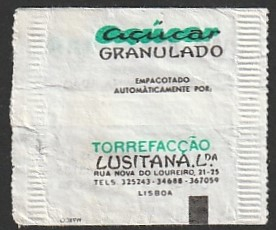 açúcar
GRANULADO
EMPACOTADO
AUTOMÀTICAMENTE POR:
TORREFACÇÃO
LUSITANA, L.DA
RUA NOVA DO LOUREIRO, 21-25
TELS. 325243-34688-367059
LISBOA